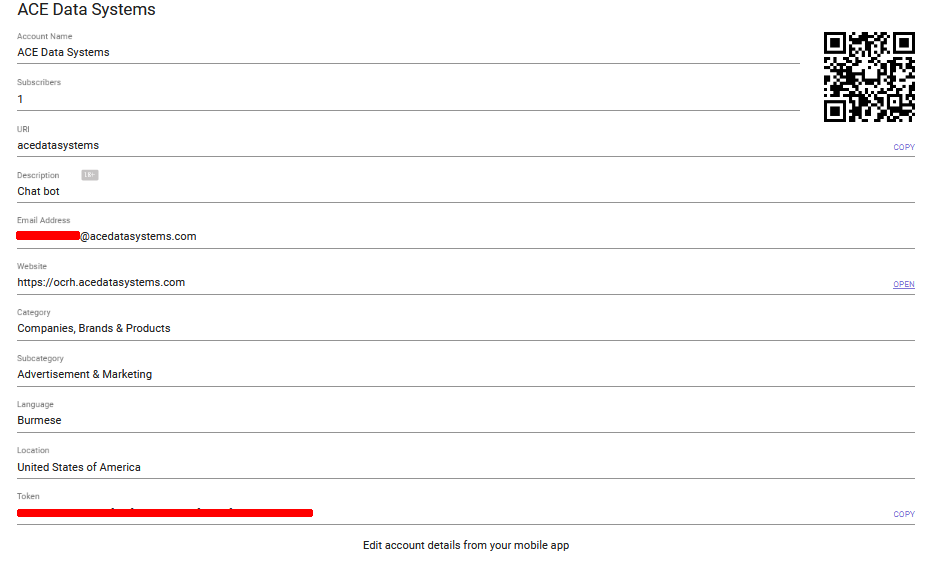 ACE Data Systems
Account Name
ACE Data Systems
Subscribers
1
URI
acedatasystems
COPY
Description
18+
Chat bot
Email Address
@acedatasystems.com
Website
https://ocrh.acedatasystems.com
OPEN
Category
Companies, Brands & Products
Subcategory
Advertisement & Marketing
Language
Burmese
Location
United States of America
Token
COPY
Edit account details from your mobile app